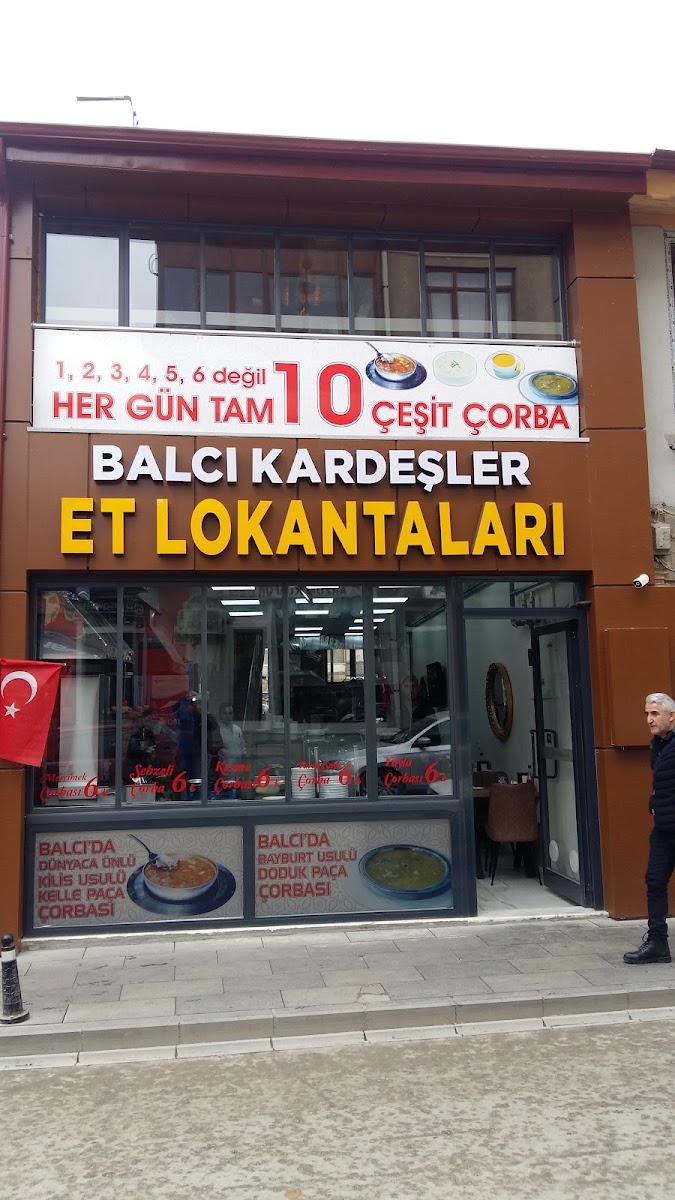 1, 2, 3, 4, 5, 6 değil
HER GÜN TAM 10 ÇEŞİT ÇORBA
BALCI KARDEŞLER
ET LOKANTALARI
Mercimek
Çorbası 6 ₺
Sebzeli
Çorba 6 ₺
Kesme
Çorbası 6 ₺
Çorba 6 ₺
Yayla
Çorbası 6 ₺
BALCI'DA
DÜNYACA ÜNLÜ
KİLİS USULÜ
KELLE PAÇA
ÇORBASI
BALCI'DA
BAYBURT USULÜ
DODUK PAÇA
ÇORBASI